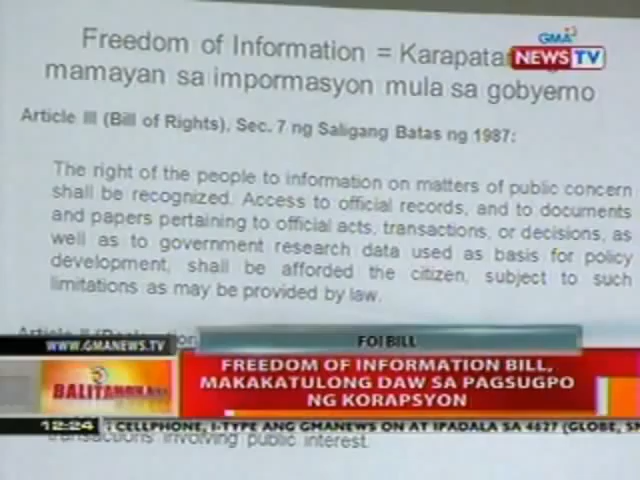 GMA
NEWS TV
Freedom of Information = Karapata
mamayan sa impormasyon mula sa gobyerno
Article III (Bill of Rights), Sec. 7 ng Saligang Batas ng 1987:
The right of the people to information on matters of public concern
shall be recognized. Access to official records, and to documents
and papers pertaining to official acts, transactions, or decisions, as
well as to government research data used as basis for policy
development, shall be afforded the citizen, subject to such
limitations as may be provided by law.
WWW.GMANEWS.TV
FOI BILL
FREEDOM OF INFORMATION BILL,
MAKAKATULONG DAW SA PAGSUGPO
NG KORAPSYON
12:24
CELLPHONE, I-TYPE ANG GMANEWS ON AT IPADALA SA 4627 (GLOBE,
transactions involving public interest.